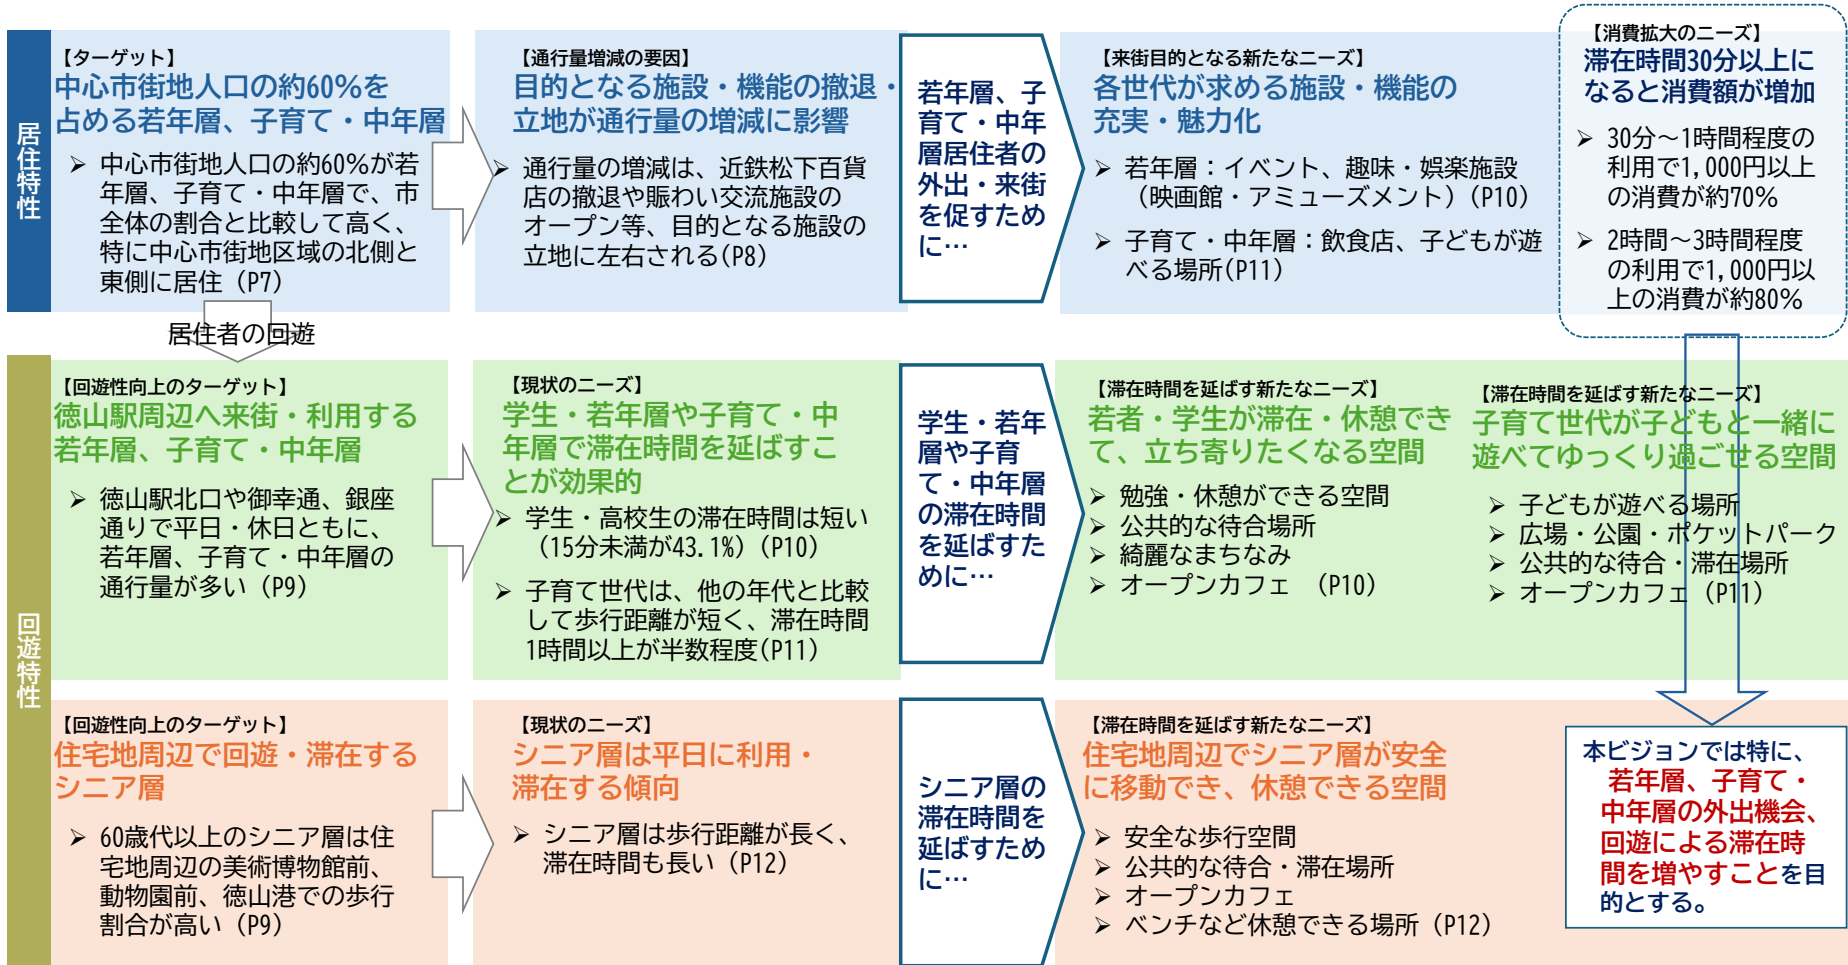 居住特性
【ターゲット】
中心市街地人口の約60%を
占める若年層、子育て・中年層
➢ 中心市街地人口の約60%が若
年層、子育て・中年層で、市
全体の割合と比較して高く、
特に中心市街地区域の北側と
東側に居住（P7）
【通行量増減の要因】
目的となる施設・機能の撤退・
立地が通行量の増減に影響
➢ 通行量の増減は、近鉄松下百貨
店の撤退や賑わい交流施設の
オープン等、目的となる施設の
立地に左右される(P8）
若年層、子
育て・中年
層居住者の
外出・来街
を促すため
に…
【来街目的となる新たなニーズ】
各世代が求める施設・機能の
充実・魅力化
➢ 若年層：イベント、趣味・娯楽施設
（映画館・アミューズメント）(P10）
➢ 子育て・中年層：飲食店、子どもが遊
べる場所(P11）
【消費拡大のニーズ】
滞在時間30分以上に
なると消費額が増加
➢ 30分～1時間程度の
利用で1,000円以上
の消費が約70%
➢ 2時間～3時間程度
の利用で1,000円以
上の消費が約80%
居住者の回遊
回遊特性
【回遊性向上のターゲット】
徳山駅周辺へ来街・利用する
若年層、子育て・中年層
➢ 徳山駅北口や御幸通、銀座
通りで平日・休日ともに、
若年層、子育て・中年層の
通行量が多い（P9）
【現状のニーズ】
学生・若年層や子育て・中
年層で滞在時間を延ばすこ
とが効果的
➢ 学生・高校生の滞在時間は短い
（15分未満が43.1%）（P10）
➢ 子育て世代は、他の年代と比較
して歩行距離が短く、滞在時間
1時間以上が半数程度(P11）
学生・若年
層や子育
て・中年層
の滞在時間
を延ばすた
めに…
【滞在時間を延ばす新たなニーズ】
若者・学生が滞在・休憩でき
て、立ち寄りたくなる空間
➢ 勉強・休憩ができる空間
➢ 公共的な待合場所
➢ 綺麗なまちなみ
➢ オープンカフェ （P10）
【滞在時間を延ばす新たなニーズ】
子育て世代が子どもと一緒に
遊べてゆっくり過ごせる空間
➢ 子どもが遊べる場所
➢ 広場・公園・ポケットパーク
➢ 公共的な待合・滞在場所
➢ オープンカフェ（P11）
【回遊性向上のターゲット】
住宅地周辺で回遊・滞在する
シニア層
➢ 60歳代以上のシニア層は住
宅地周辺の美術博物館前、
動物園前、徳山港での歩行
割合が高い（P9）
【現状のニーズ】
シニア層は平日に利用・
滞在する傾向
➢ シニア層は歩行距離が長く、
滞在時間も長い（P12）
シニア層の
滞在時間を
延ばすため
に…
【滞在時間を延ばす新たなニーズ】
住宅地周辺でシニア層が安全
に移動でき、休憩できる空間
➢ 安全な歩行空間
➢ 公共的な待合・滞在場所
➢ オープンカフェ
➢ ベンチなど休憩できる場所（P12）
本ビジョンでは特に、
若年層、子育て・
中年層の外出機会、
回遊による滞在時
間を増やすことを目
的とする。